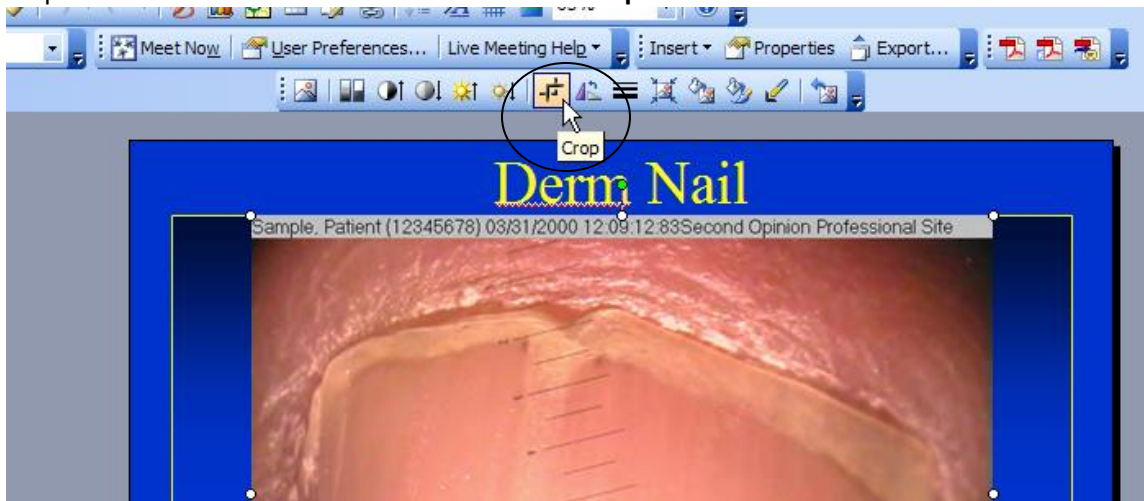 Meet Now User Preferences... Live Meeting Help Insert Properties Export...
Crop
Derm Nail
Sample, Patient (12345678) 03/31/2000 12:09:12:83Second Opinion Professional Site